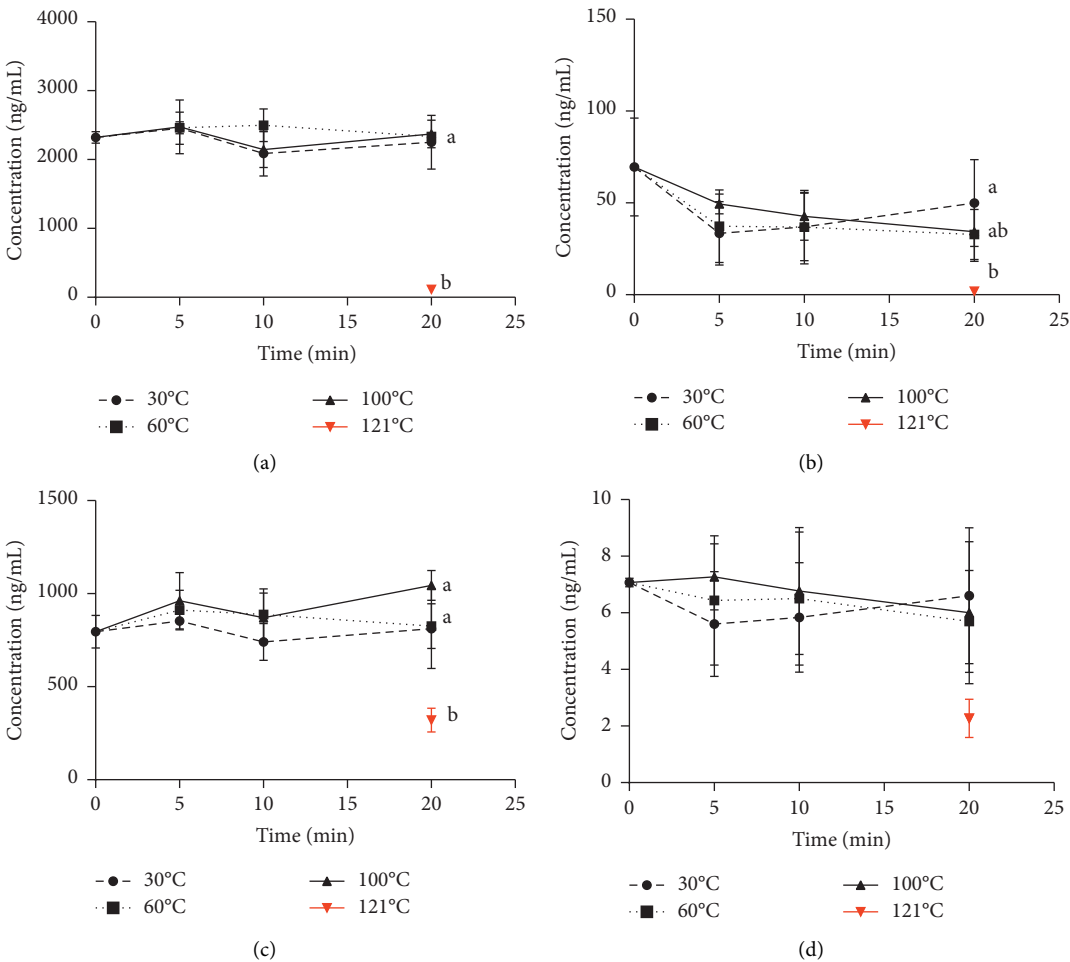 Concentration (ng/mL)
4000
3000
2000
1000
0
a
b
0 5 10 15 20 25
Time (min)
30°C 100°C
60°C 121°C
(a)
Concentration (ng/mL)
150
100
50
0
a
ab
b
0 5 10 15 20 25
Time (min)
30°C 100°C
60°C 121°C
(b)
Concentration (ng/mL)
1500
1000
500
0
a
a
b
0 5 10 15 20 25
Time (min)
30°C 100°C
60°C 121°C
(c)
Concentration (ng/mL)
10
8
6
4
2
0
0 5 10 15 20 25
Time (min)
30°C 100°C
60°C 121°C
(d)